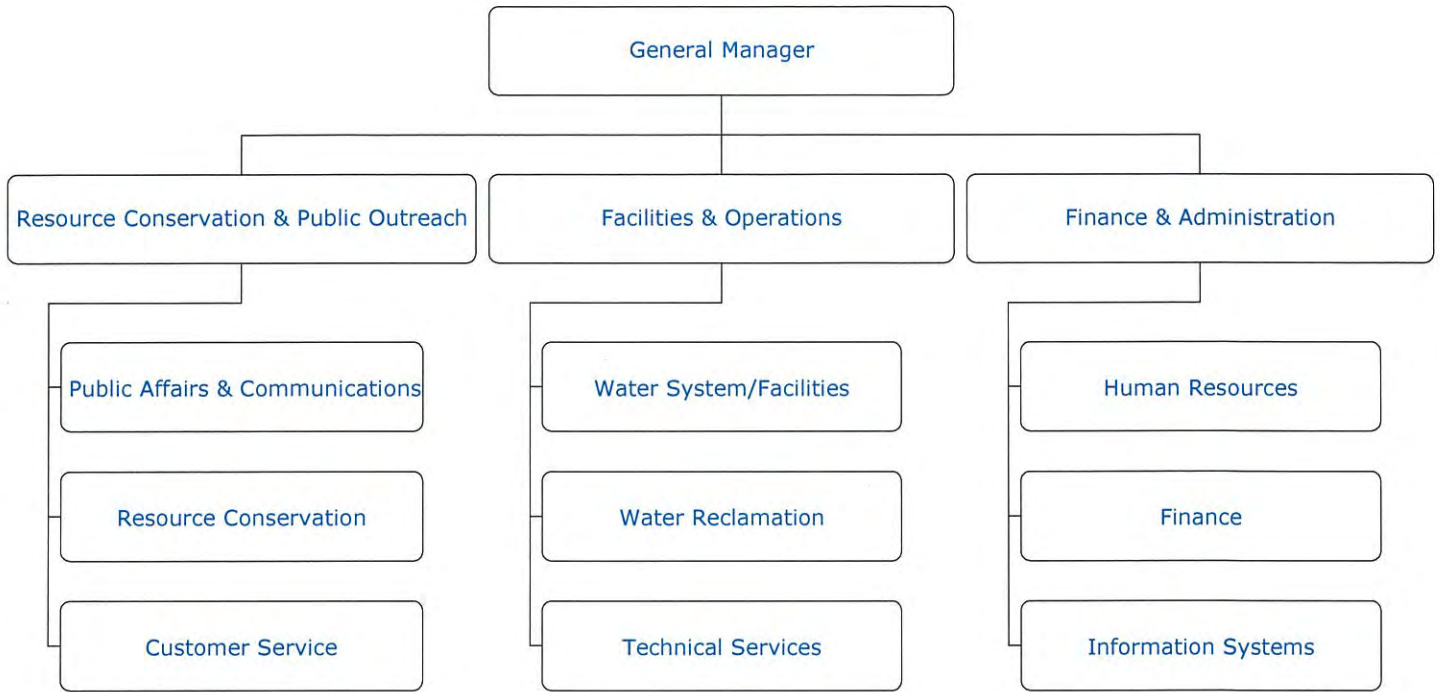 General Manager
Resource Conservation & Public Outreach
Facilities & Operations
Finance & Administration
Public Affairs & Communications
Water System/Facilities
Human Resources
Resource Conservation
Water Reclamation
Finance
Customer Service
Technical Services
Information Systems